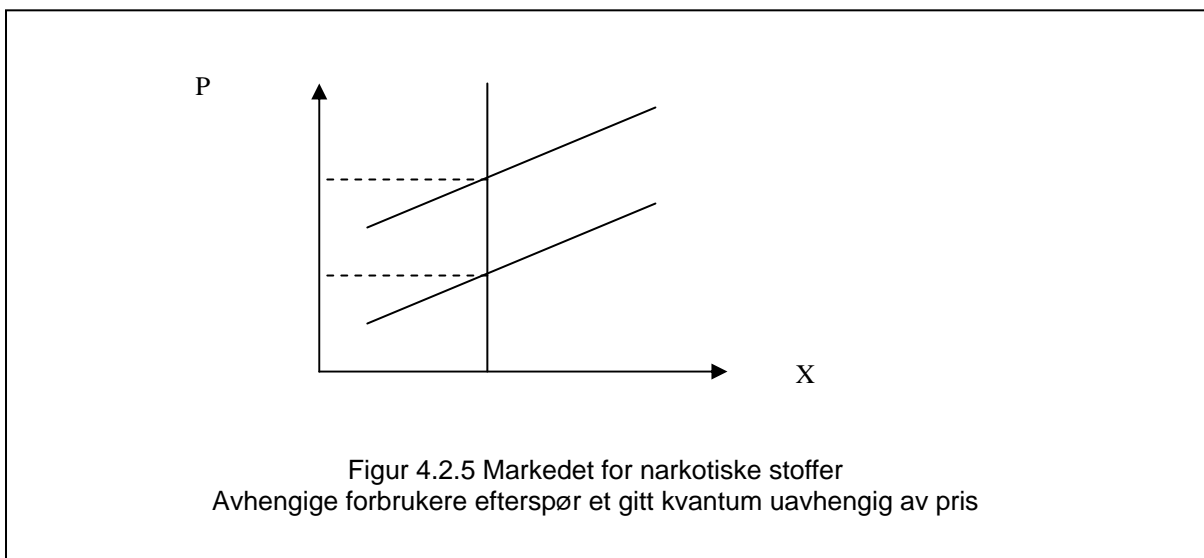 P
X
Figur 4.2.5 Markedet for narkotiske stoffer
Avhengige forbrukere efterspør et gitt kvantum uavhengig av pris